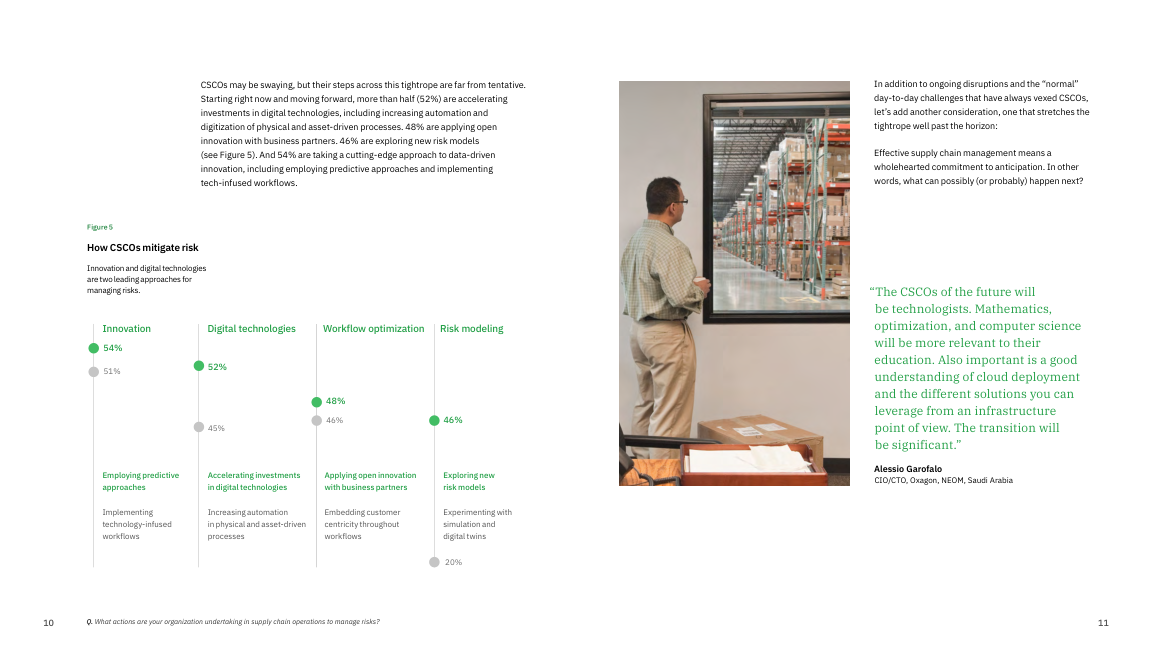 CSCOs may be swaying, but their steps across this tightrope are far from tentative.
Starting right now and moving forward, more than half (52%) are accelerating
investments in digital technologies, including increasing automation and
digitization of physical and asset-driven processes. 48% are applying open
innovation with business partners. 46% are exploring new risk models
(see Figure 5). And 54% are taking a cutting-edge approach to data-driven
innovation, including employing predictive approaches and implementing
tech-infused workflows.
Figure 5
How CSCOs mitigate risk
Innovation and digital technologies
are two leading approaches for
managing risks.
Innovation
54%
51%
Employing predictive
approaches
Implementing
technology-infused
workflows
Digital technologies
52%
45%
Accelerating investments
in digital technologies
Increasing automation
in physical and asset-driven
processes
Workflow optimization
48%
46%
Applying open innovation
with business partners
Embedding customer
centricity throughout
workflows
Risk modeling
46%
Exploring new
risk models
Experimenting with
simulation and
digital twins
20%
10
Q. What actions are your organization undertaking in supply chain operations to manage risks?
In addition to ongoing disruptions and the “normal”
day-to-day challenges that have always vexed CSCOs,
let’s add another consideration, one that stretches the
tightrope well past the horizon:
Effective supply chain management means a
wholehearted commitment to anticipation. In other
words, what can possibly (or probably) happen next?
“The CSCOs of the future will
be technologists. Mathematics,
optimization, and computer science
will be more relevant to their
education. Also important is a good
understanding of cloud deployment
and the different solutions you can
leverage from an infrastructure
point of view. The transition will
be significant.”
Alessio Garofalo
CIO/CTO, Oxagon, NEOM, Saudi Arabia
11